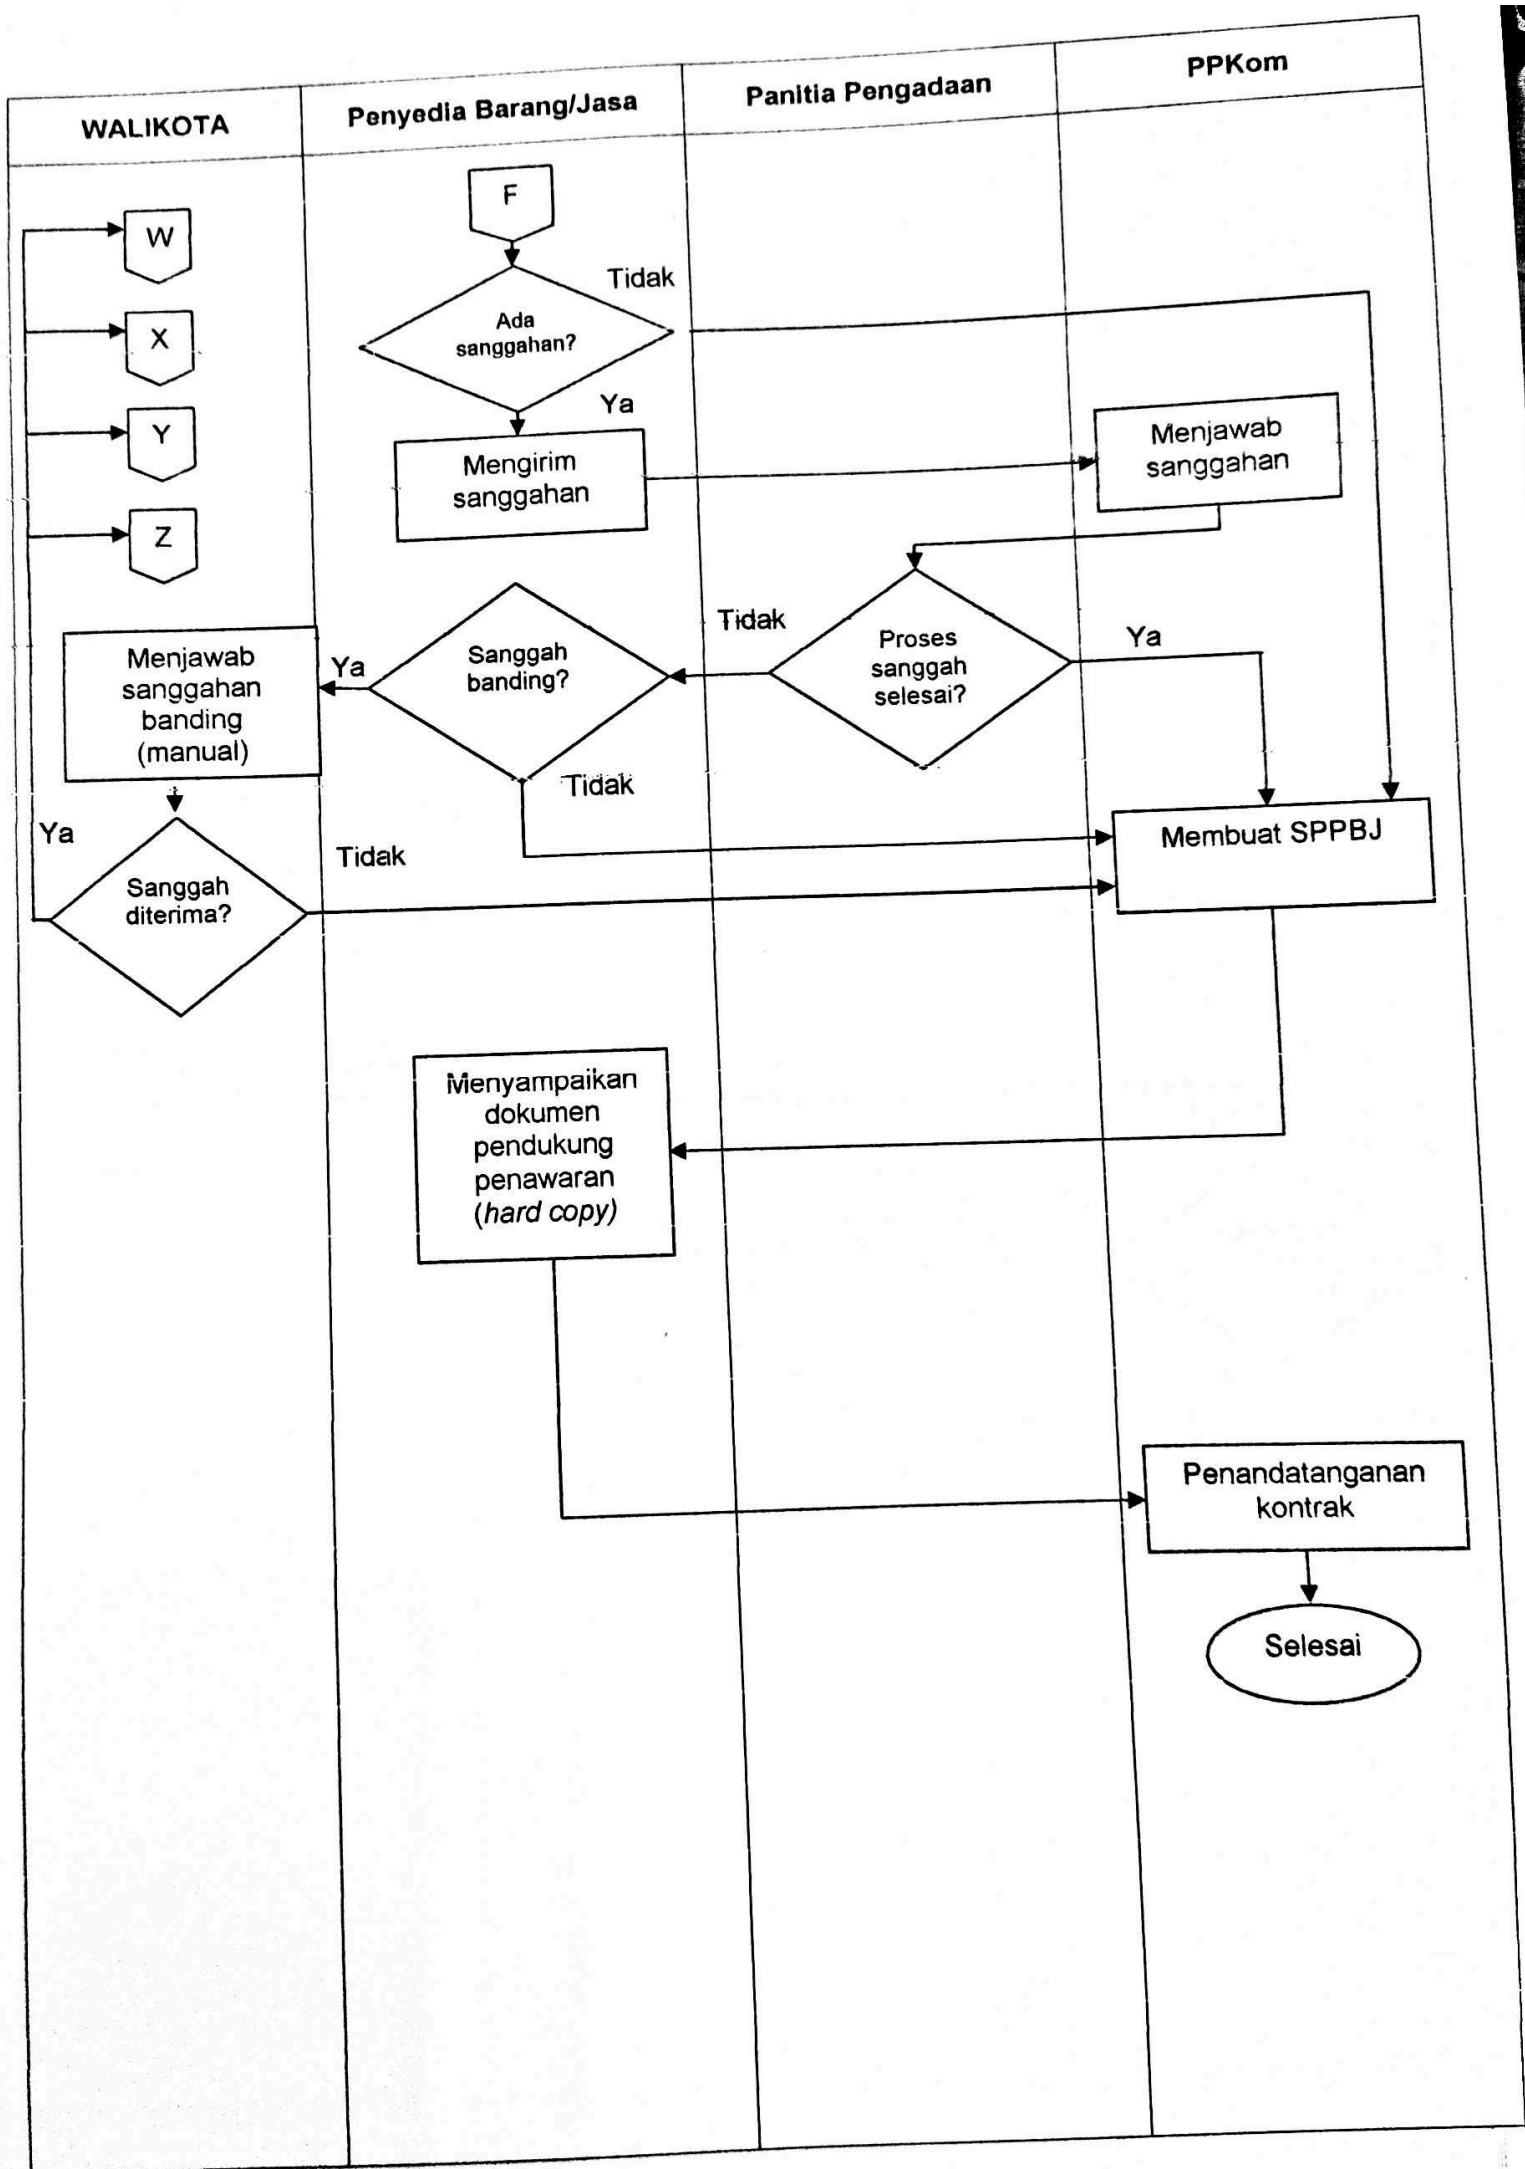 WALIKOTA
Penyedia Barang/Jasa
Panitia Pengadaan
PPKom
F
W
Tidak
Ada
sanggahan?
X
Ya
Y
Mengirim
sanggahan
Menjawab
sanggahan
Z
Menjawab
sanggahan
banding
(manual)
Ya
Sanggah
banding?
Tidak
Proses
sanggah
selesai?
Ya
Tidak
Ya
Tidak
Membuat SPPBJ
Sanggah
diterima?
Menyampaikan
dokumen
pendukung
penawaran
(hard copy)
Penandatanganan
kontrak
Selesai